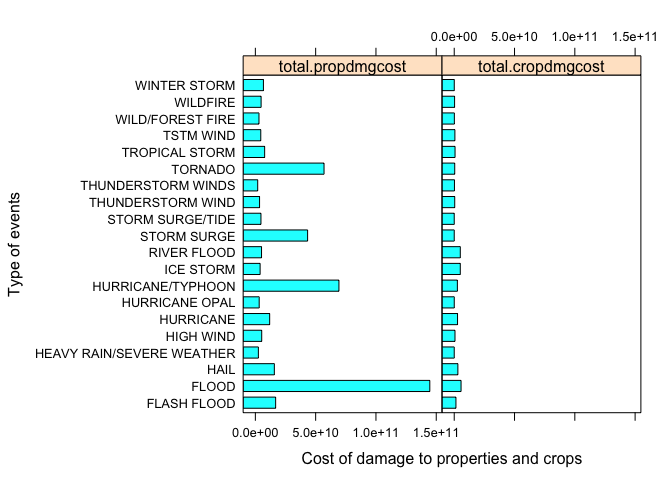 0.0e+00 5.0e+10 1.0e+11 1.5e+11
total.propdmgcost total.cropdmgcost
WINTER STORM
WILDFIRE
WILD/FOREST FIRE
TSTM WIND
TROPICAL STORM
TORNADO
THUNDERSTORM WINDS
THUNDERSTORM WIND
STORM SURGE/TIDE
STORM SURGE
RIVER FLOOD
ICE STORM
HURRICANE/TYPHOON
HURRICANE OPAL
HURRICANE
HIGH WIND
HEAVY RAIN/SEVERE WEATHER
HAIL
FLOOD
FLASH FLOOD
Type of events
0.0e+00 5.0e+10 1.0e+11 1.5e+11
Cost of damage to properties and crops